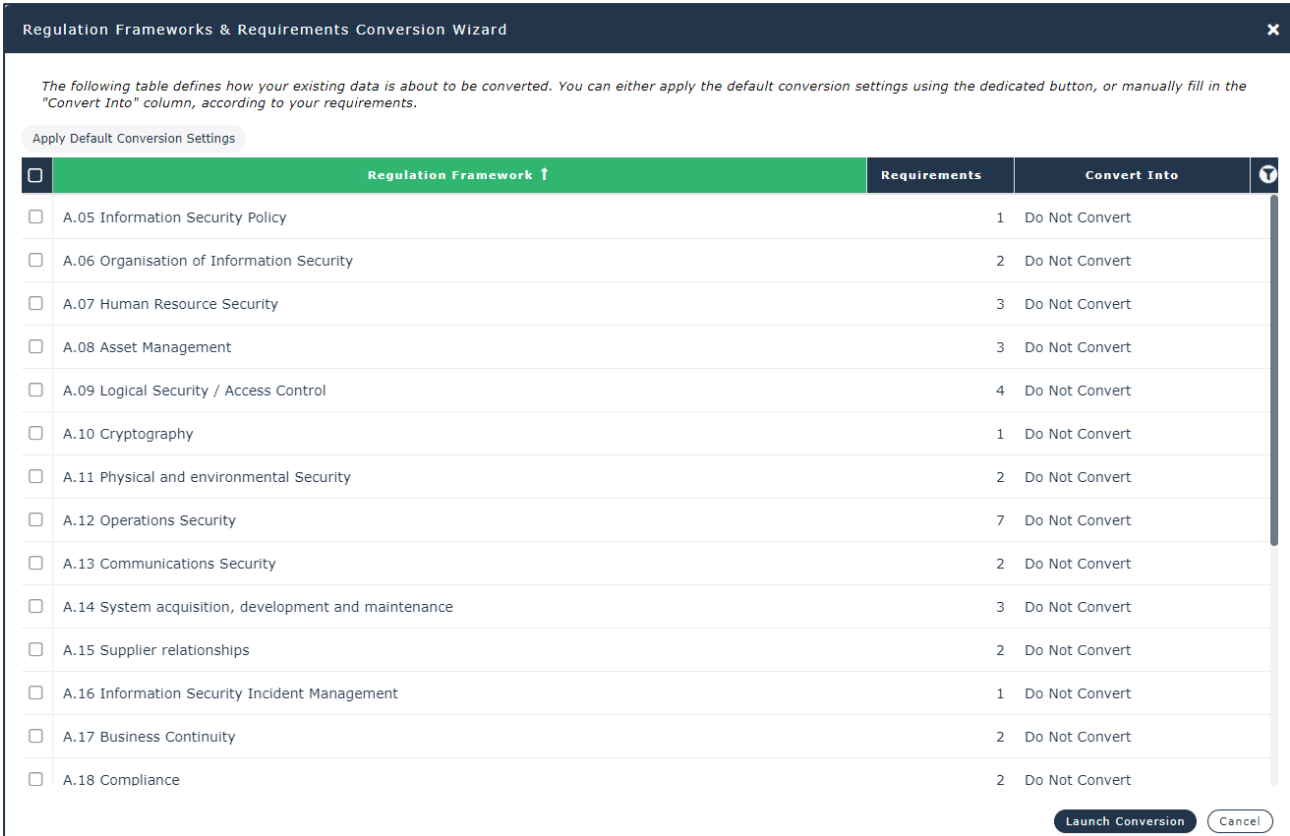 Regulation Frameworks & Requirements Conversion Wizard
The following table defines how your existing data is about to be converted. You can either apply the default conversion settings using the dedicated button, or manually fill in the
"Convert Into" column, according to your requirements.
Apply Default Conversion Settings
Regulation Framework ↑ Requirements Convert Into
A.05 Information Security Policy 1 Do Not Convert
A.06 Organisation of Information Security 2 Do Not Convert
A.07 Human Resource Security 3 Do Not Convert
A.08 Asset Management 3 Do Not Convert
A.09 Logical Security / Access Control 4 Do Not Convert
A.10 Cryptography 1 Do Not Convert
A.11 Physical and environmental Security 2 Do Not Convert
A.12 Operations Security 7 Do Not Convert
A.13 Communications Security 2 Do Not Convert
A.14 System acquisition, development and maintenance 3 Do Not Convert
A.15 Supplier relationships 2 Do Not Convert
A.16 Information Security Incident Management 1 Do Not Convert
A.17 Business Continuity 2 Do Not Convert
A.18 Compliance 2 Do Not Convert
Launch Conversion Cancel